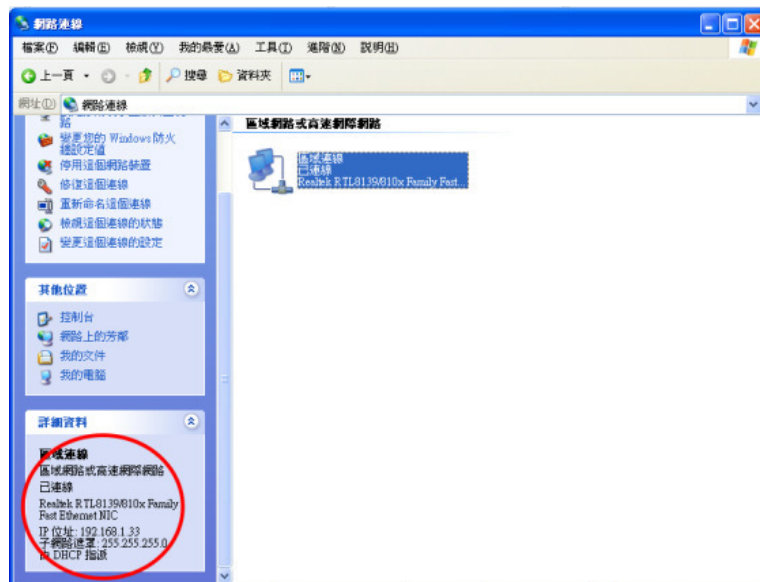 網路連線
檔案(F) 編輯(E) 檢視(V) 我的最愛(A) 工具(T) 進階(N) 說明(H)
上一頁 搜尋 資料夾
網址(D) 網路連線
路
變更您的 Windows 防火
牆設定值
停用這個網路裝置
修復這個連線
重新命名這個連線
檢視這個連線的狀態
變更這個連線的設定
其他位置
控制台
網路上的芳鄰
我的文件
我的電腦
詳細資料
區域連線
區域網路或高速網際網路
已連線
Realtek RTL8139/810x Family
Fast Ethernet NIC
IP 位址: 192.168.1.33
子網路遮罩: 255.255.255.0
由 DHCP 指派
區域網路或高速網際網路
區域連線
已連線
Realtek RTL8139/810x Family Fast...